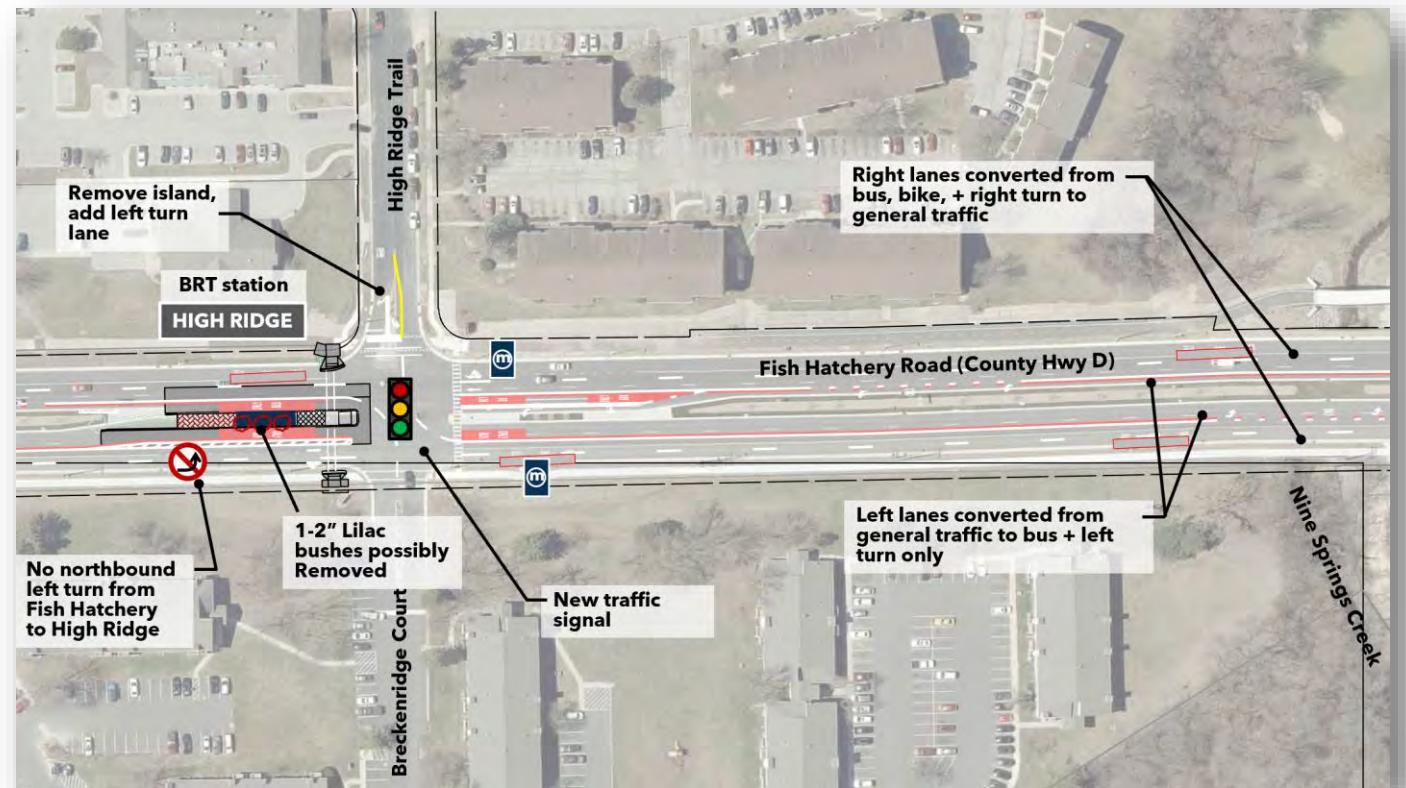 High Ridge Trail
Remove island,
add left turn
lane
BRT station
HIGH RIDGE
Right lanes converted from
bus, bike, + right turn to
general traffic
Fish Hatchery Road (County Hwy D)
m
m
No northbound
left turn from
Fish Hatchery
to High Ridge
1-2” Lilac
bushes possibly
Removed
Breckenridge Court
New traffic
signal
Left lanes converted from
general traffic to bus + left
turn only
Nine Springs Creek